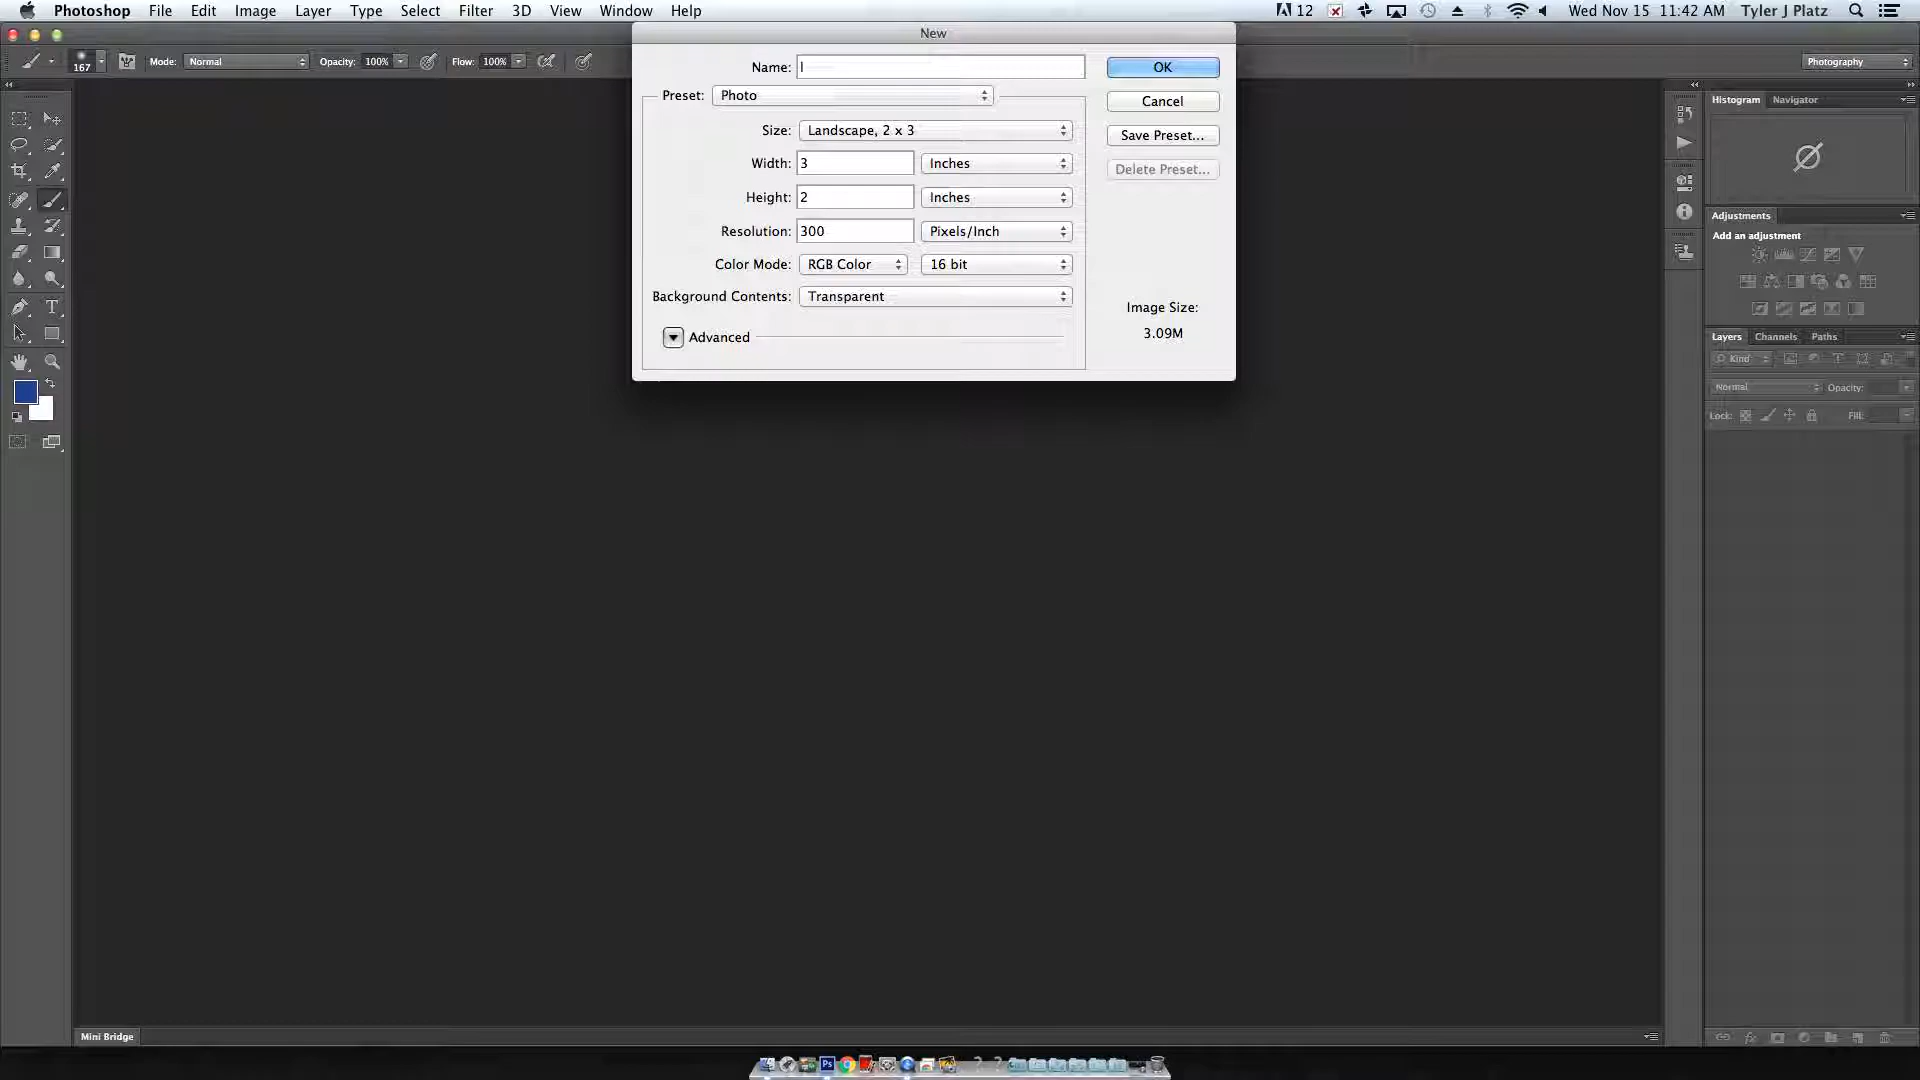 Photoshop File Edit Image Layer Type Select Filter 3D View Window Help 12 Wed Nov 15 11:42 AM Tyler J Platz
New
167 Mode: Normal Opacity: 100% Flow: 100% Photography
Name:
OK
Preset: Photo
Cancel
Size: Landscape, 2 x 3
Save Preset...
Width: 3 Inches
Delete Preset...
Height: 2 Inches
Resolution: 300 Pixels/Inch
Color Mode: RGB Color 16 bit
Background Contents: Transparent
Advanced
Image Size:
3.09M
Histogram Navigator
Adjustments
Add an adjustment
Layers Channels Paths
Kind
Normal Opacity:
Lock: Fill:
Mini Bridge
Ps